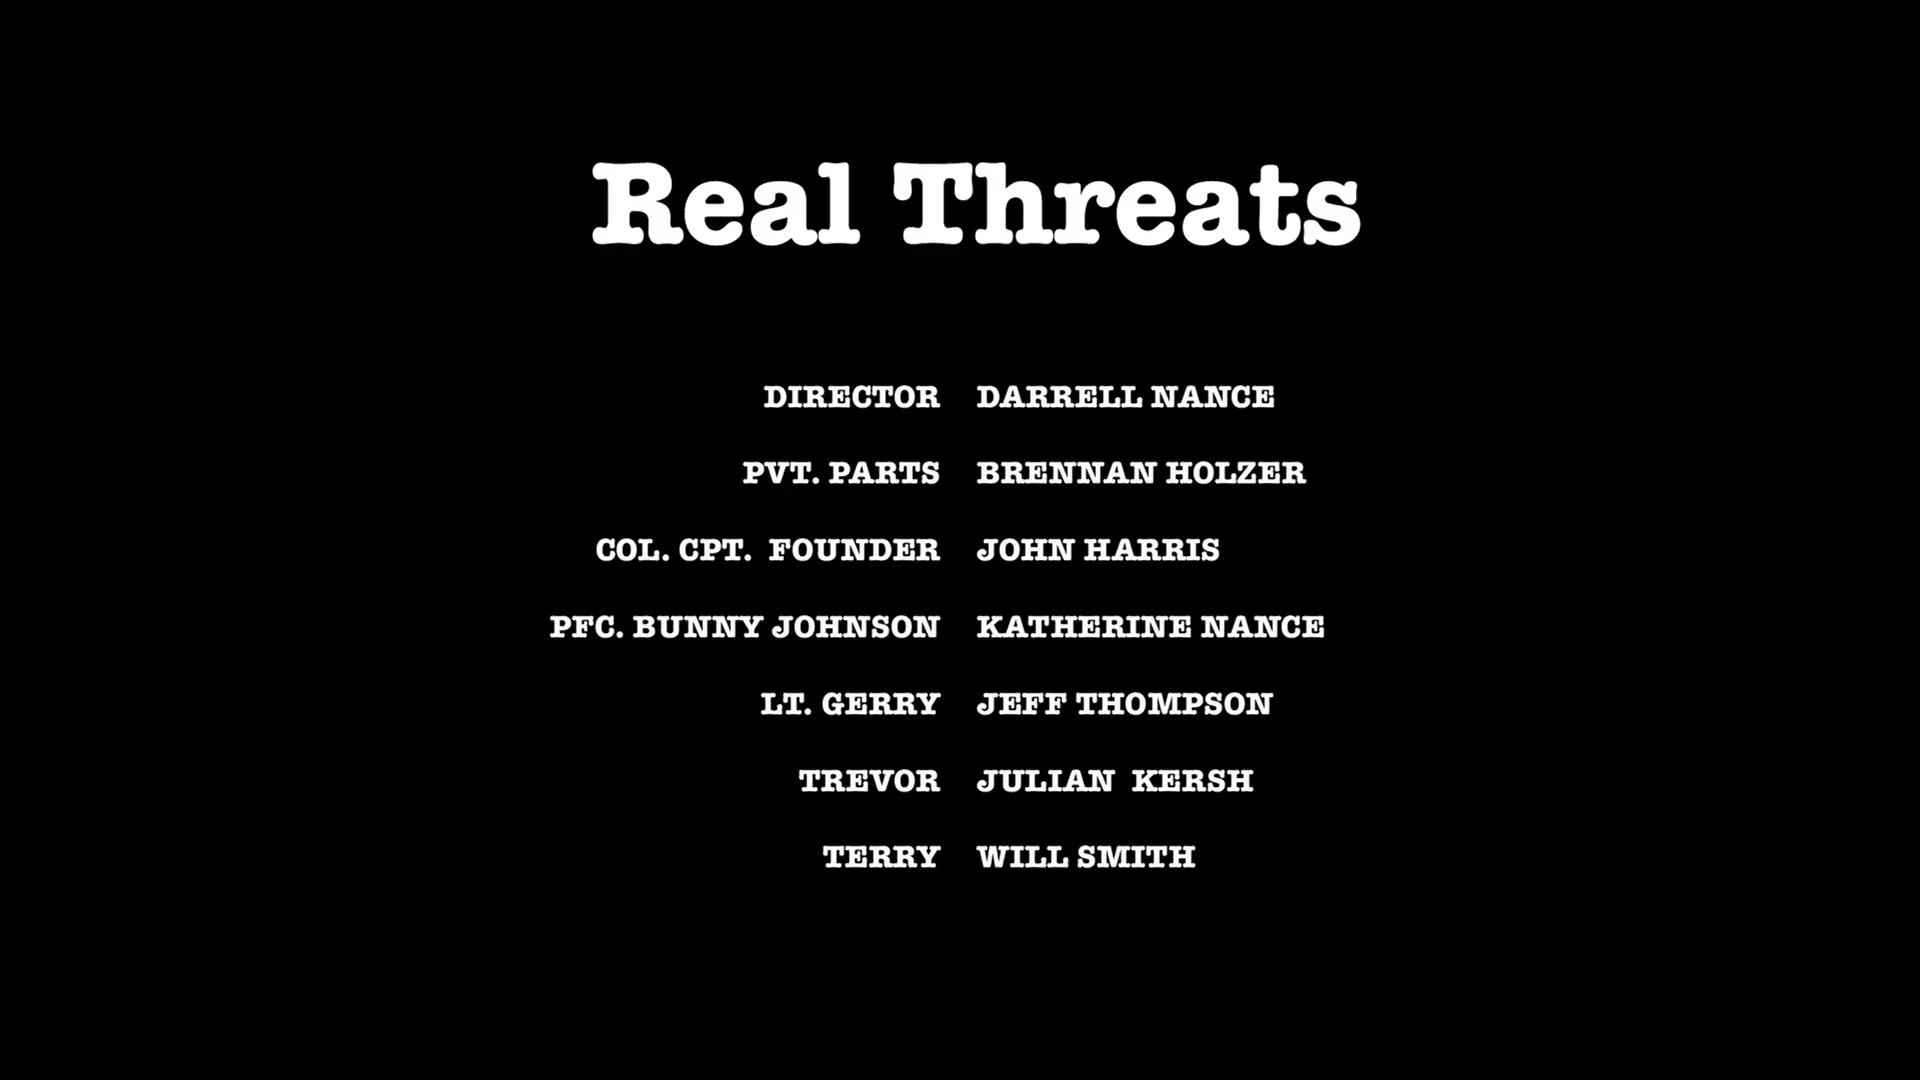 Real Threats
DIRECTOR DARRELL NANCE
PVT. PARTS BRENNAN HOLZER
COL. CPT.  FOUNDER JOHN HARRIS
PFC. BUNNY JOHNSON KATHERINE NANCE
LT. GERRY JEFF THOMPSON
TREVOR JULIAN  KERSH
TERRY WILL SMITH